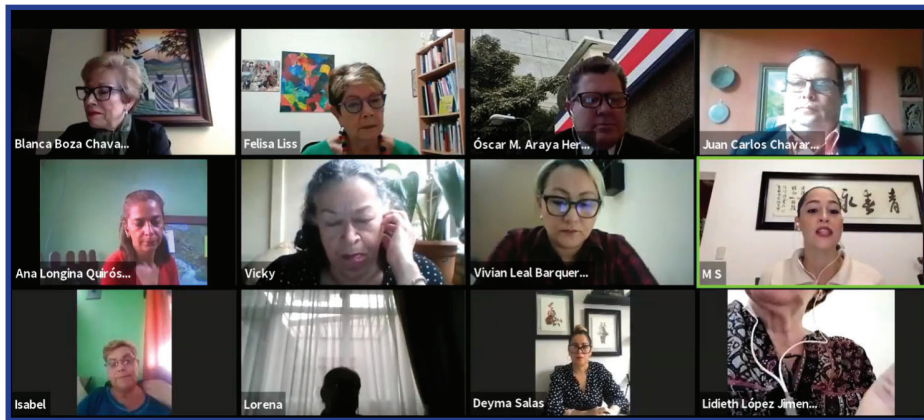 Blanca Boza Chava...
Felisa Liss
Óscar M. Araya Her...
Juan Carlos Chavar...
Ana Longina Quirós...
Vicky
Vivian Leal Barquer...
M S
Isabel
Lorena
Deyma Salas
Lidieth López Jimen...